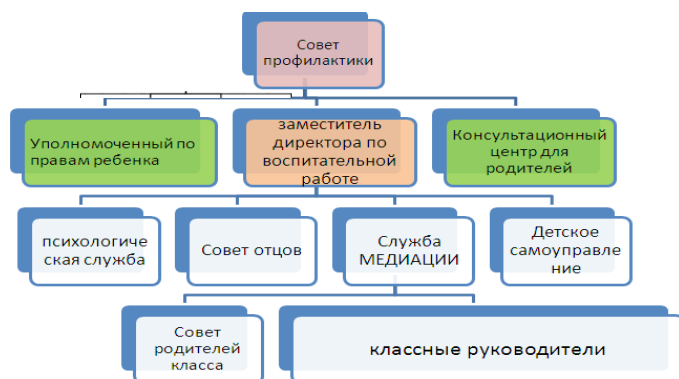 Совет
профилактики
Уполномоченный по
правам ребенка
заместитель
директора по
воспитательной
работе
Консультационный
центр для
родителей
психологиче
ская служба
Совет отцов
Служба
МЕДИАЦИИ
Детское
самоуправле
ние
Совет
родителей
класса
классные руководители